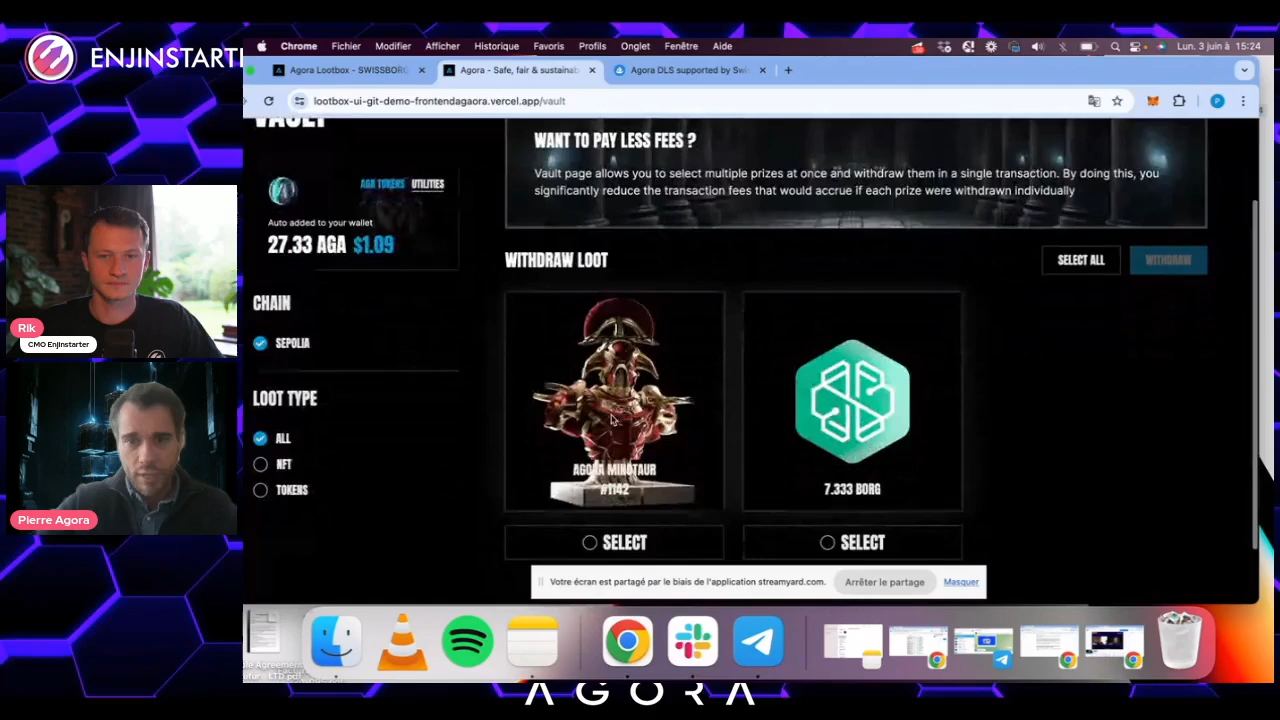 ENJINSTART
Chrome Fichier Modifier Afficher Historique Favoris Profils Onglet Fenêtre Aide
Lun. 3 juin à 15:24
Agora Lootbox - SWISSBORG
Agora - Safe, fair & sustainab
Agora DLS supported by Swi
lootbox-ui-git-demo-frontendagaora.vercel.app/vault
VAULT
WANT TO PAY LESS FEES ?
Vault page allows you to select multiple prizes at once and withdraw them in a single transaction. By doing this, you
significantly reduce the transaction fees that would accrue if each prize were withdrawn individually
AGA TOKENS UTILITIES
Auto added to your wallet
27.33 AGA $1.09
WITHDRAW LOOT
SELECT ALL
WITHDRAW
CHAIN
SEPOLIA
LOOT TYPE
ALL
NFT
TOKENS
AGORA MINOTAUR
#1142
7.333 BORG
SELECT
SELECT
Rik
CMO Enjinstarter
Pierre Agora
Votre écran est partagé par le biais de l'application streamyard.com.
Arrêter le partage
Masquer
ple Agreement
LTD.pdf
AGORA